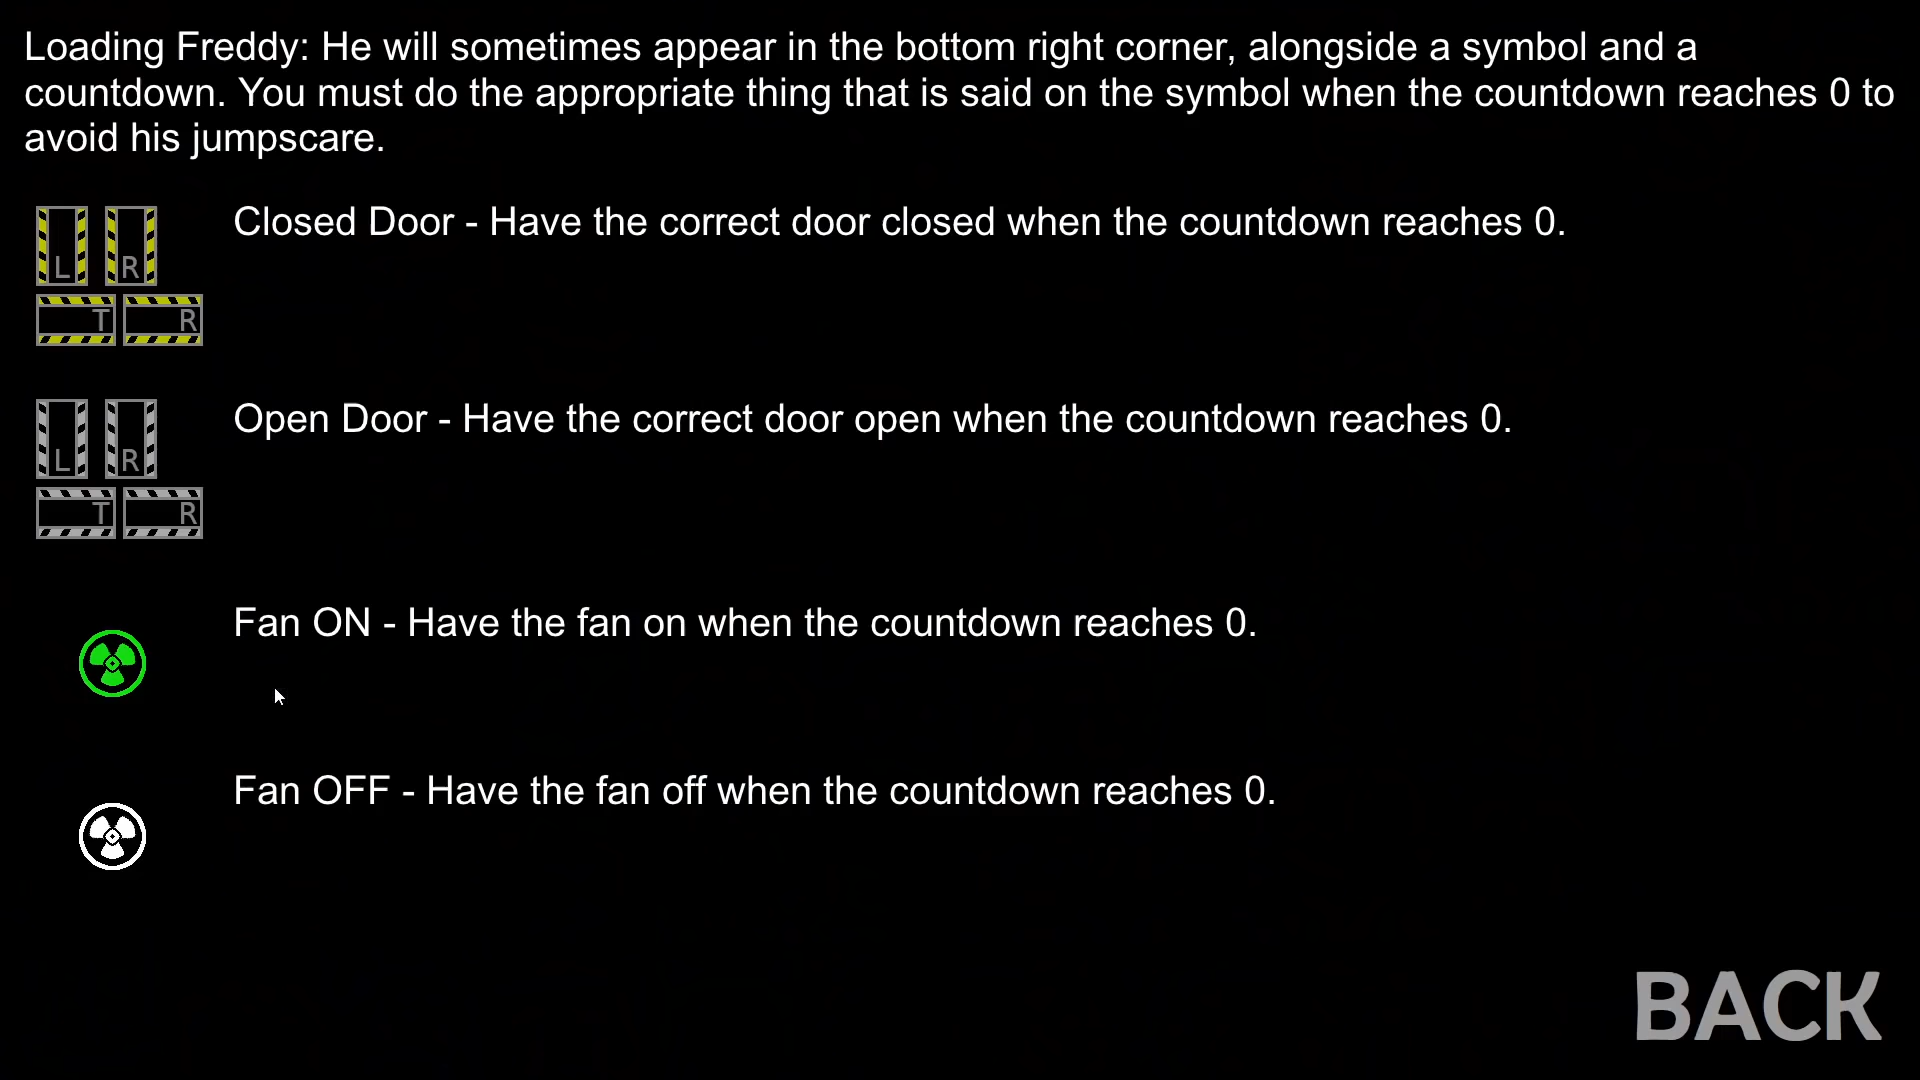 Loading Freddy: He will sometimes appear in the bottom right corner, alongside a symbol and a
countdown. You must do the appropriate thing that is said on the symbol when the countdown reaches 0 to
avoid his jumpscare.
L R
Closed Door - Have the correct door closed when the countdown reaches 0.
T R
L R
Open Door - Have the correct door open when the countdown reaches 0.
T R
Fan ON - Have the fan on when the countdown reaches 0.
Fan OFF - Have the fan off when the countdown reaches 0.
BACK